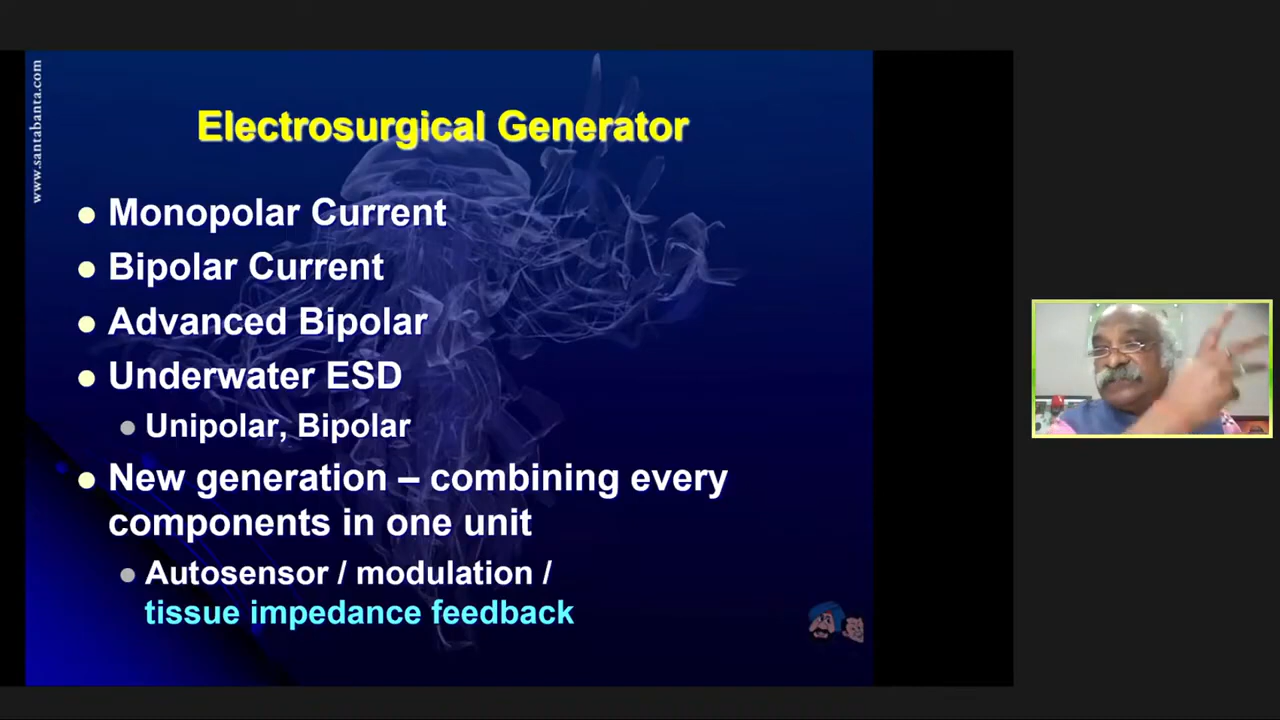 www.santabanta.com
Electrosurgical Generator
Monopolar Current
Bipolar Current
Advanced Bipolar
Underwater ESD
Unipolar, Bipolar
New generation – combining every
components in one unit
Autosensor / modulation /
tissue impedance feedback